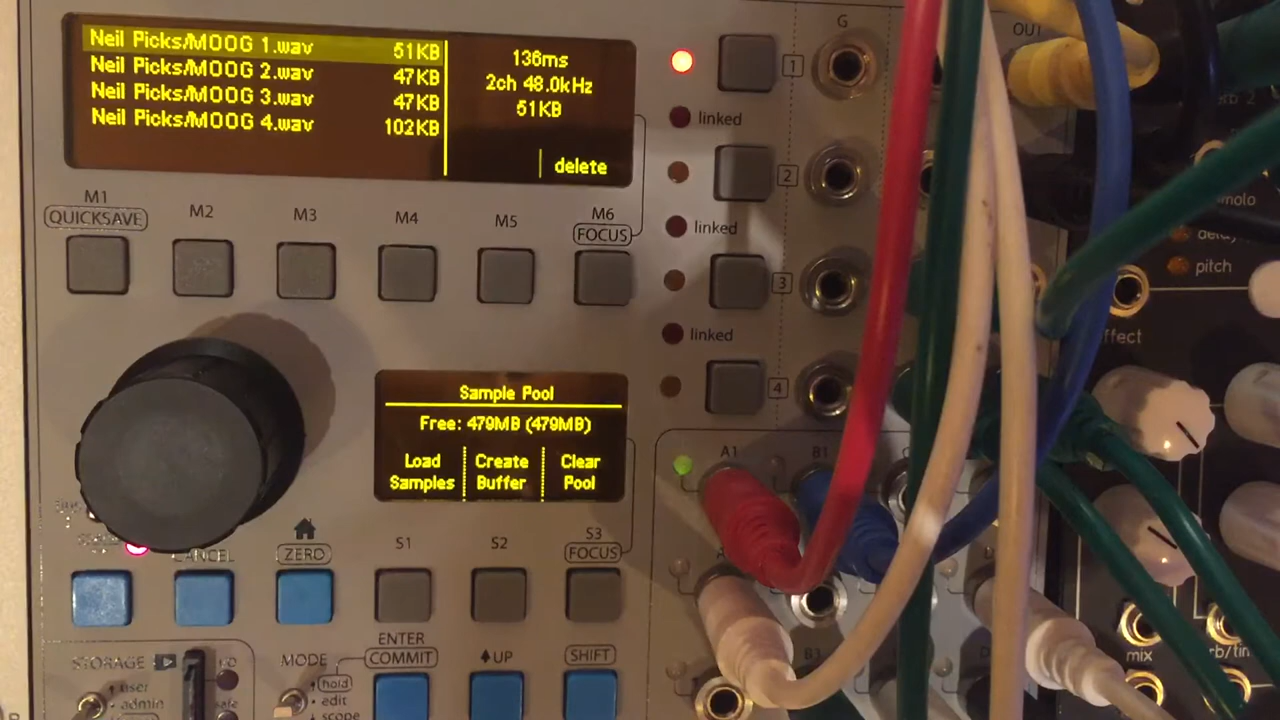 Neil Picks/MOOG 1.wav 51KB
Neil Picks/MOOG 2.wav 47KB
Neil Picks/MOOG 3.wav 47KB
Neil Picks/MOOG 4.wav 102KB
136ms
2ch 48.0kHz
51KB
delete
M1
QUICKSAVE
M2
M3
M4
M5
M6
FOCUS
G
OUT
1
linked
2
linked
3
linked
4
pitch
Sample Pool
Free: 479MB (479MB)
Load
Samples
Create
Buffer
Clear
Pool
A1
B1
CANCEL
ZERO
S1
S2
S3
FOCUS
ENTER
COMMIT
UP
SHIFT
STORAGE
user
admin
MODE
hold
edit
scope
B3
mix